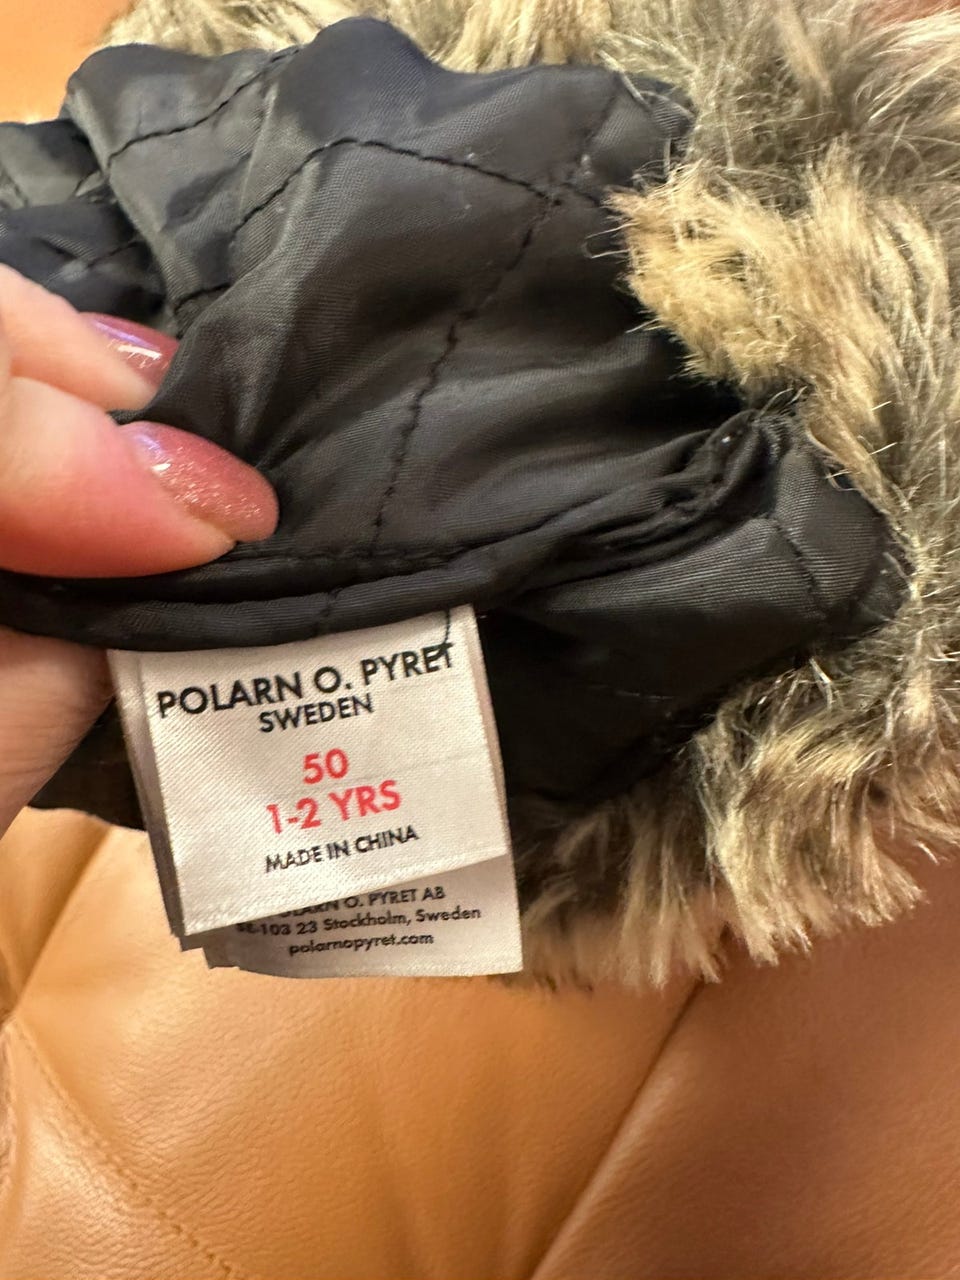 POLARN O. PYRET
SWEDEN
50
1-2 YRS
MADE IN CHINA
POLARN O. PYRET AB
SE-103 23 Stockholm, Sweden
polarnopyret.com